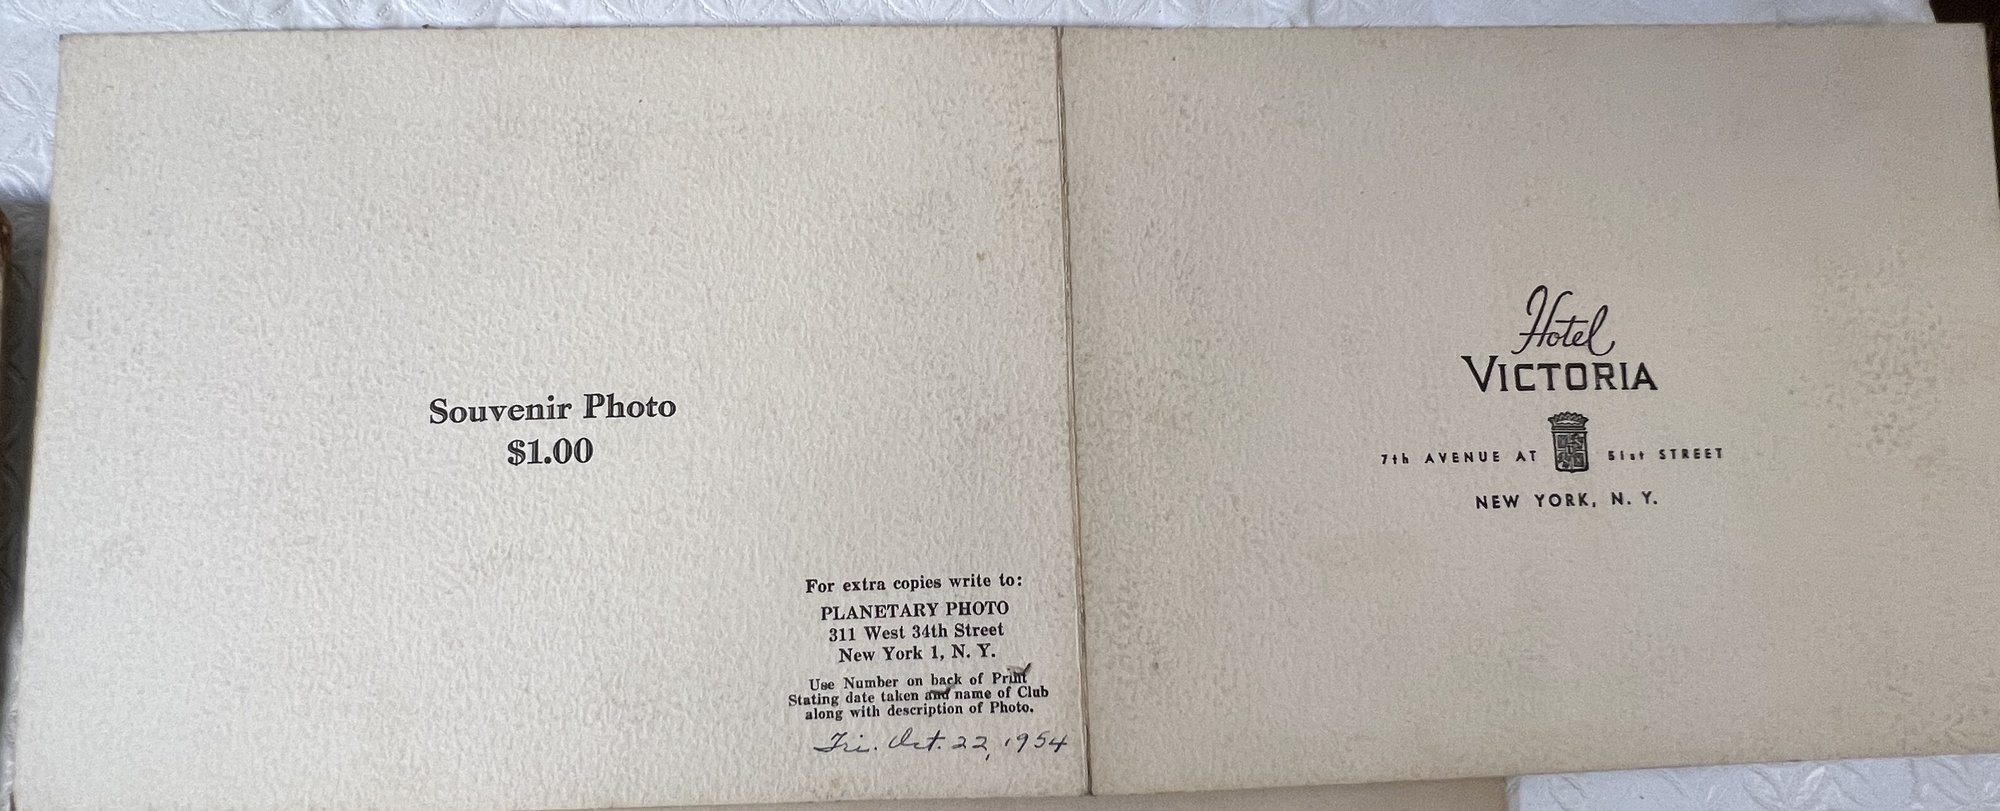 Souvenir Photo
$1.00
For extra copies write to:
PLANETARY PHOTO
311 West 34th Street
New York 1, N. Y.
Use Number on back of Print
Stating date taken and name of Club
along with description of Photo.
Fri. Oct. 22, 1954
Hotel
VICTORIA
7th AVENUE AT 51st STREET
NEW YORK, N. Y.